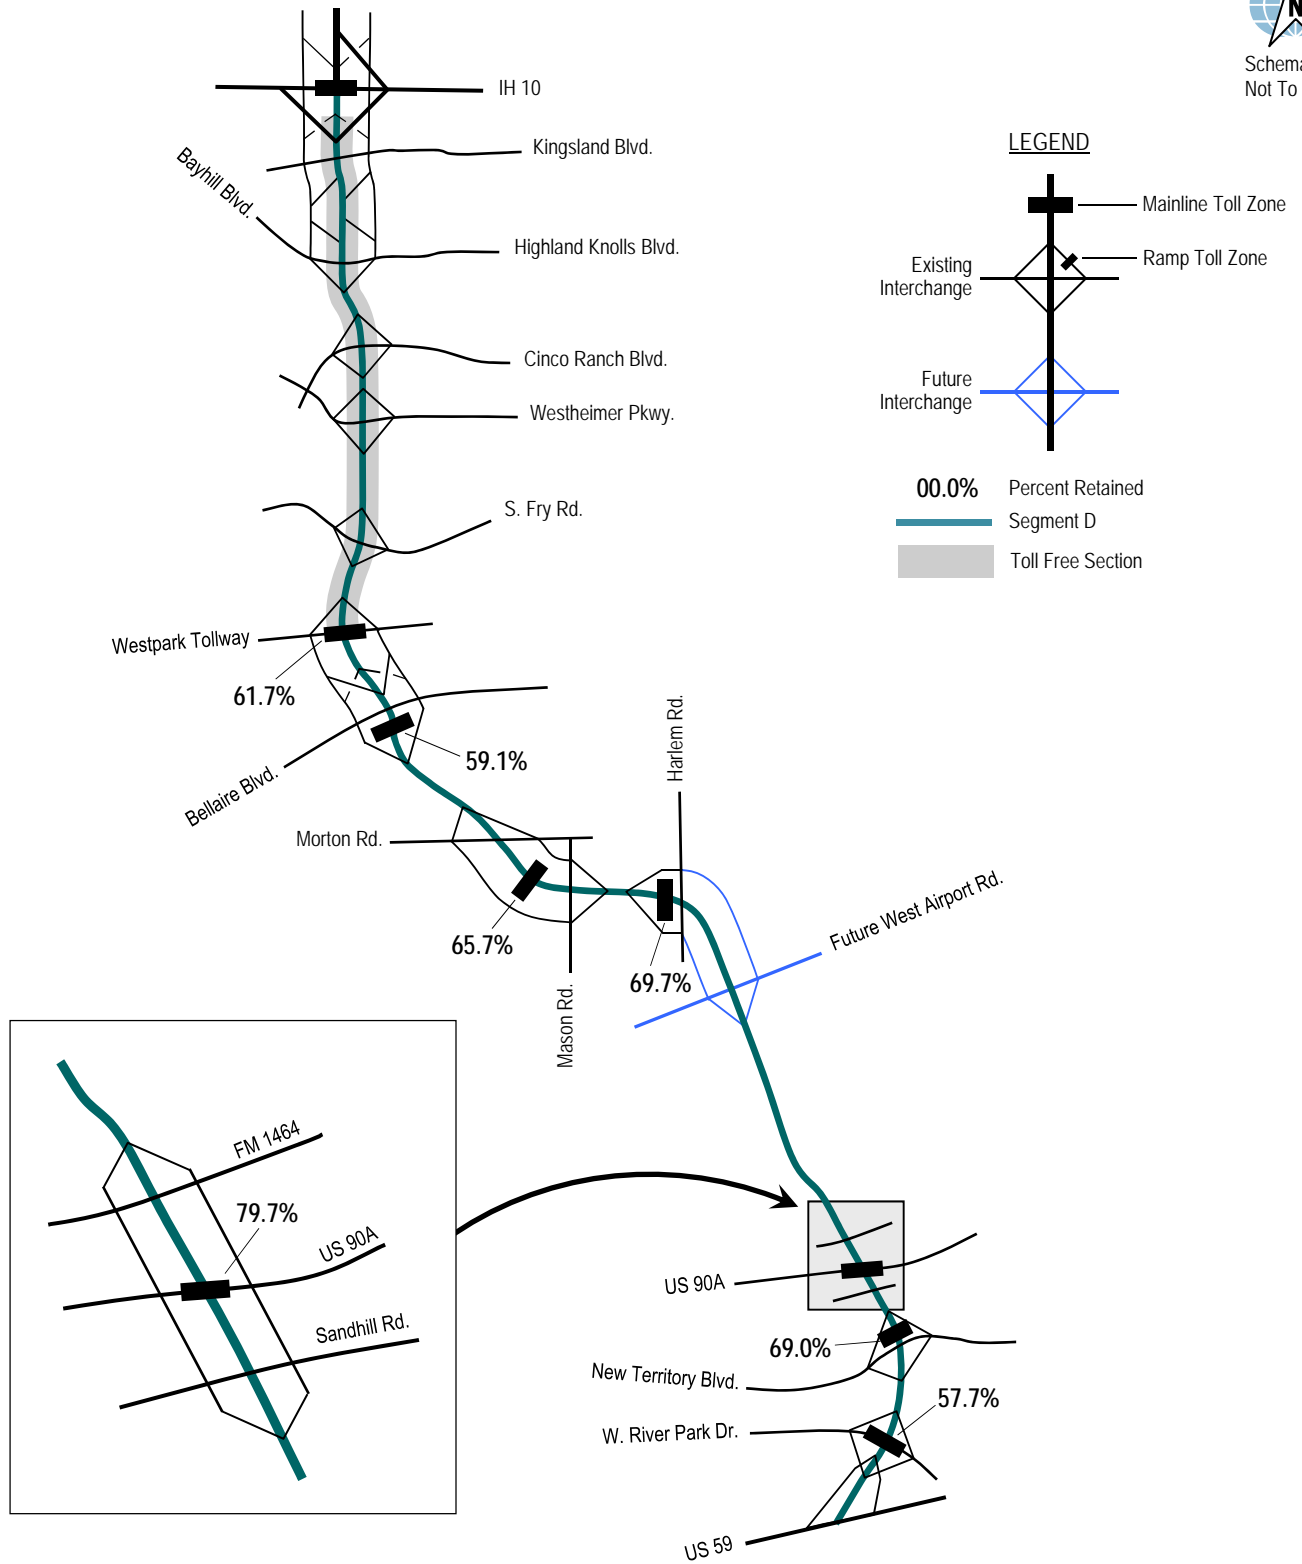 N
Schema
Not To
IH 10
Kingsland Blvd.
Bayhill Blvd.
Highland Knolls Blvd.
Cinco Ranch Blvd.
Westheimer Pkwy.
S. Fry Rd.
LEGEND
Mainline Toll Zone
Existing
Interchange
Ramp Toll Zone
Future
Interchange
00.0% Percent Retained
Segment D
Toll Free Section
Westpark Tollway
61.7%
59.1%
Bellaire Blvd.
Harlem Rd.
Morton Rd.
65.7%
Mason Rd.
69.7%
Future West Airport Rd.
FM 1464
79.7%
US 90A
Sandhill Rd.
US 90A
69.0%
New Territory Blvd.
57.7%
W. River Park Dr.
US 59